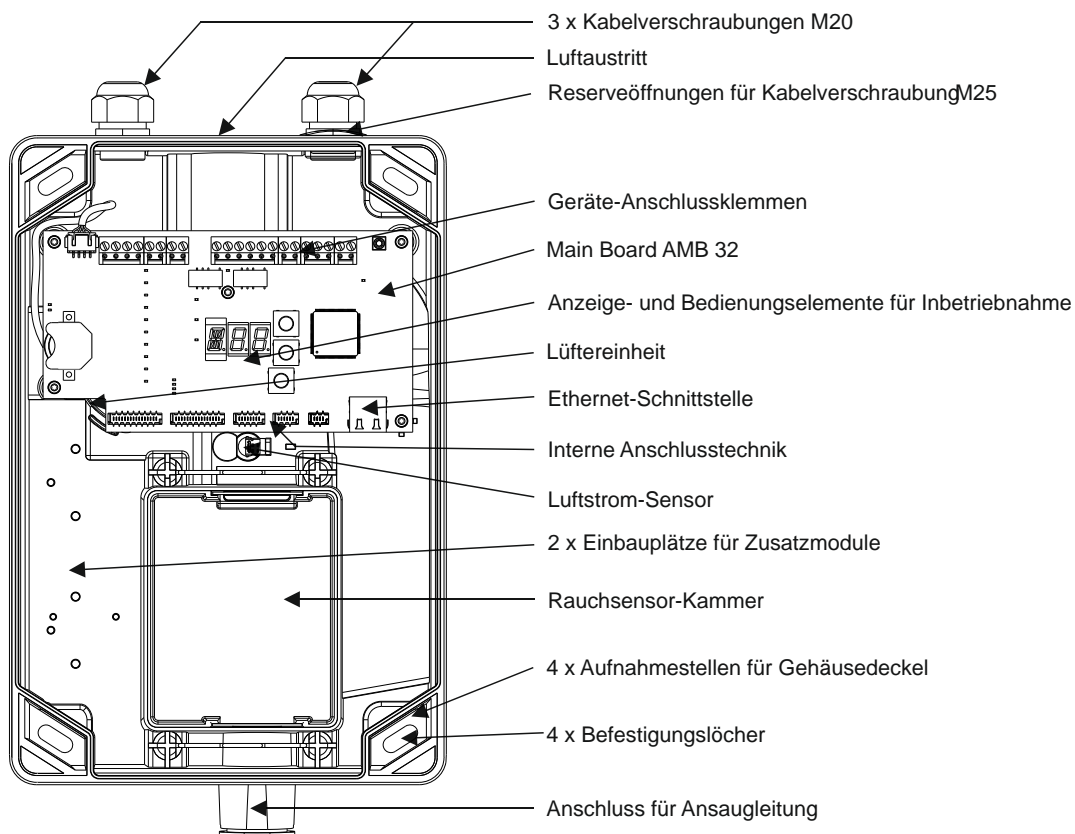 3 x Kabelverschraubungen M20
Luftaustritt
Reserveöffnungen für Kabelverschraubung M25
Geräte-Anschlussklemmen
Main Board AMB 32
Anzeige- und Bedienungselemente für Inbetriebnahme
Lüftereinheit
Ethernet-Schnittstelle
Interne Anschlusstechnik
Luftstrom-Sensor
2 x Einbauplätze für Zusatzmodule
Rauchsensor-Kammer
4 x Aufnahmestellen für Gehäusedeckel
4 x Befestigungslöcher
Anschluss für Ansaugleitung